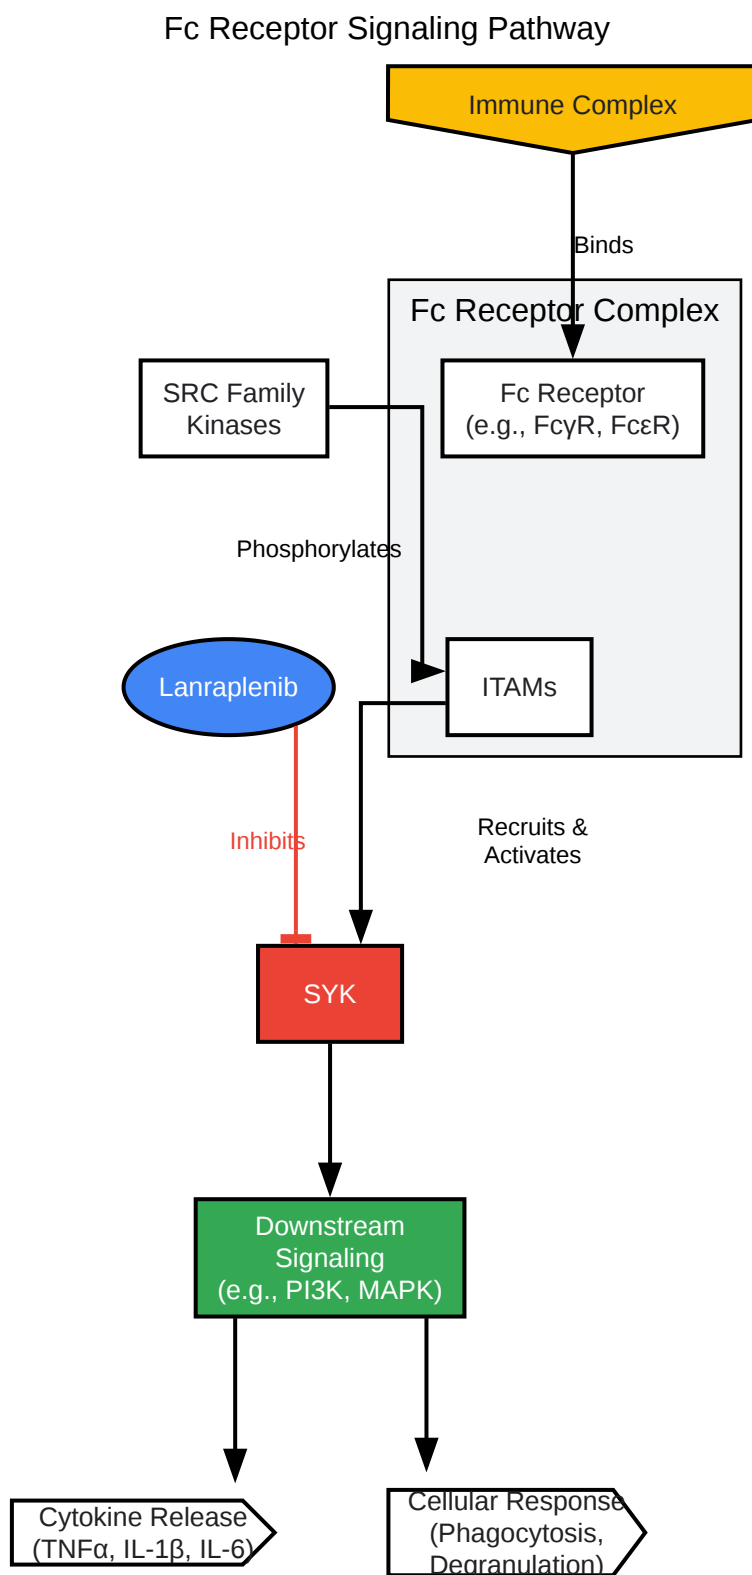 Fc Receptor Signaling Pathway
Immune Complex
Binds
Fc Receptor Complex
SRC Family
Kinases
Fc Receptor
(e.g., FcγR, FcεR)
Phosphorylates
Lanraplenib
ITAMs
Inhibits
Recruits &
Activates
SYK
Downstream
Signaling
(e.g., PI3K, MAPK)
Cytokine Release
(TNFα, IL-1β, IL-6)
Cellular Response
(Phagocytosis,
Degranulation)